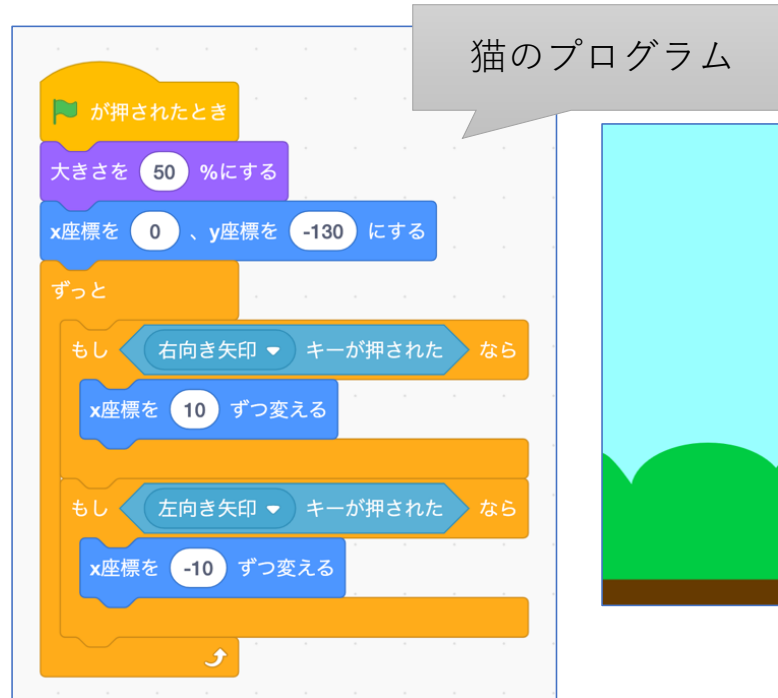 猫のプログラム
が押されたとき
大きさを 50 %にする
x座標を 0 、y座標を -130 にする
ずっと
もし 右向き矢印 キーが押された なら
x座標を 10 ずつ変える
もし 左向き矢印 キーが押された なら
x座標を -10 ずつ変える